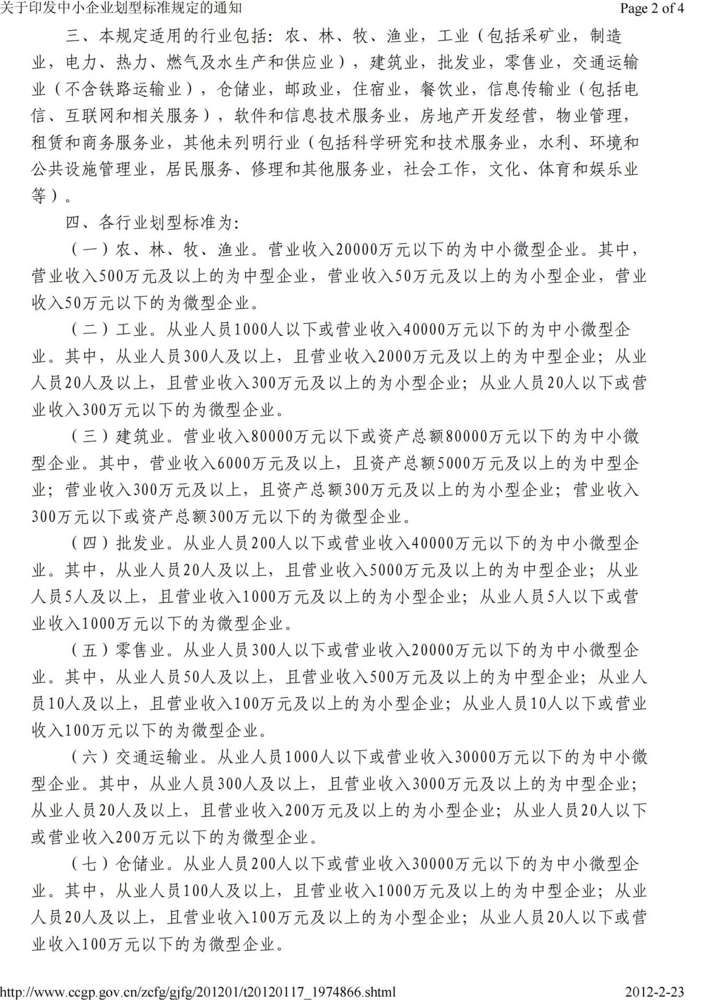 关于印发中小企业划型标准规定的通知
Page 2 of 4
三、本规定适用的行业包括：农、林、牧、渔业，工业（包括采矿业，制造
业，电力、热力、燃气及水生产和供应业），建筑业，批发业，零售业，交通运输
业（不含铁路运输业），仓储业，邮政业，住宿业，餐饮业，信息传输业（包括电
信、互联网和相关服务），软件和信息技术服务业，房地产开发经营，物业管理，
租赁和商务服务业，其他未列明行业（包括科学研究和技术服务业，水利、环境和
公共设施管理业，居民服务、修理和其他服务业，社会工作，文化、体育和娱乐业
等）。
四、各行业划型标准为：
（一）农、林、牧、渔业。营业收入20000万元以下的为中小微型企业。其中，
营业收入500万元及以上的为中型企业，营业收入50万元及以上的为小型企业，营业
收入50万元以下的为微型企业。
（二）工业。从业人员1000人以下或营业收入40000万元以下的为中小微型企
业。其中，从业人员300人及以上，且营业收入2000万元及以上的为中型企业；从业
人员20人及以上，且营业收入300万元及以上的为小型企业；从业人员20人以下或营
业收入300万元以下的为微型企业。
（三）建筑业。营业收入80000万元以下或资产总额80000万元以下的为中小微
型企业。其中，营业收入6000万元及以上，且资产总额5000万元及以上的为中型企
业；营业收入300万元及以上，且资产总额300万元及以上的为小型企业；营业收入
300万元以下或资产总额300万元以下的为微型企业。
（四）批发业。从业人员200人以下或营业收入40000万元以下的为中小微型企
业。其中，从业人员20人及以上，且营业收入5000万元及以上的为中型企业；从业
人员5人及以上，且营业收入1000万元及以上的为小型企业；从业人员5人以下或营
业收入1000万元以下的为微型企业。
（五）零售业。从业人员300人以下或营业收入20000万元以下的为中小微型企
业。其中，从业人员50人及以上，且营业收入500万元及以上的为中型企业；从业人
员10人及以上，且营业收入100万元及以上的为小型企业；从业人员10人以下或营业
收入100万元以下的为微型企业。
（六）交通运输业。从业人员1000人以下或营业收入30000万元以下的为中小微
型企业。其中，从业人员300人及以上，且营业收入3000万元及以上的为中型企业；
从业人员20人及以上，且营业收入200万元及以上的为小型企业；从业人员20人以下
或营业收入200万元以下的为微型企业。
（七）仓储业。从业人员200人以下或营业收入30000万元以下的为中小微型企
业。其中，从业人员100人及以上，且营业收入1000万元及以上的为中型企业；从业
人员20人及以上，且营业收入100万元及以上的为小型企业；从业人员20人以下或营
业收入100万元以下的为微型企业。
http://www.ccgp.gov.cn/zcfg/gjfg/201201/t20120117_1974866.shtml
2012-2-23